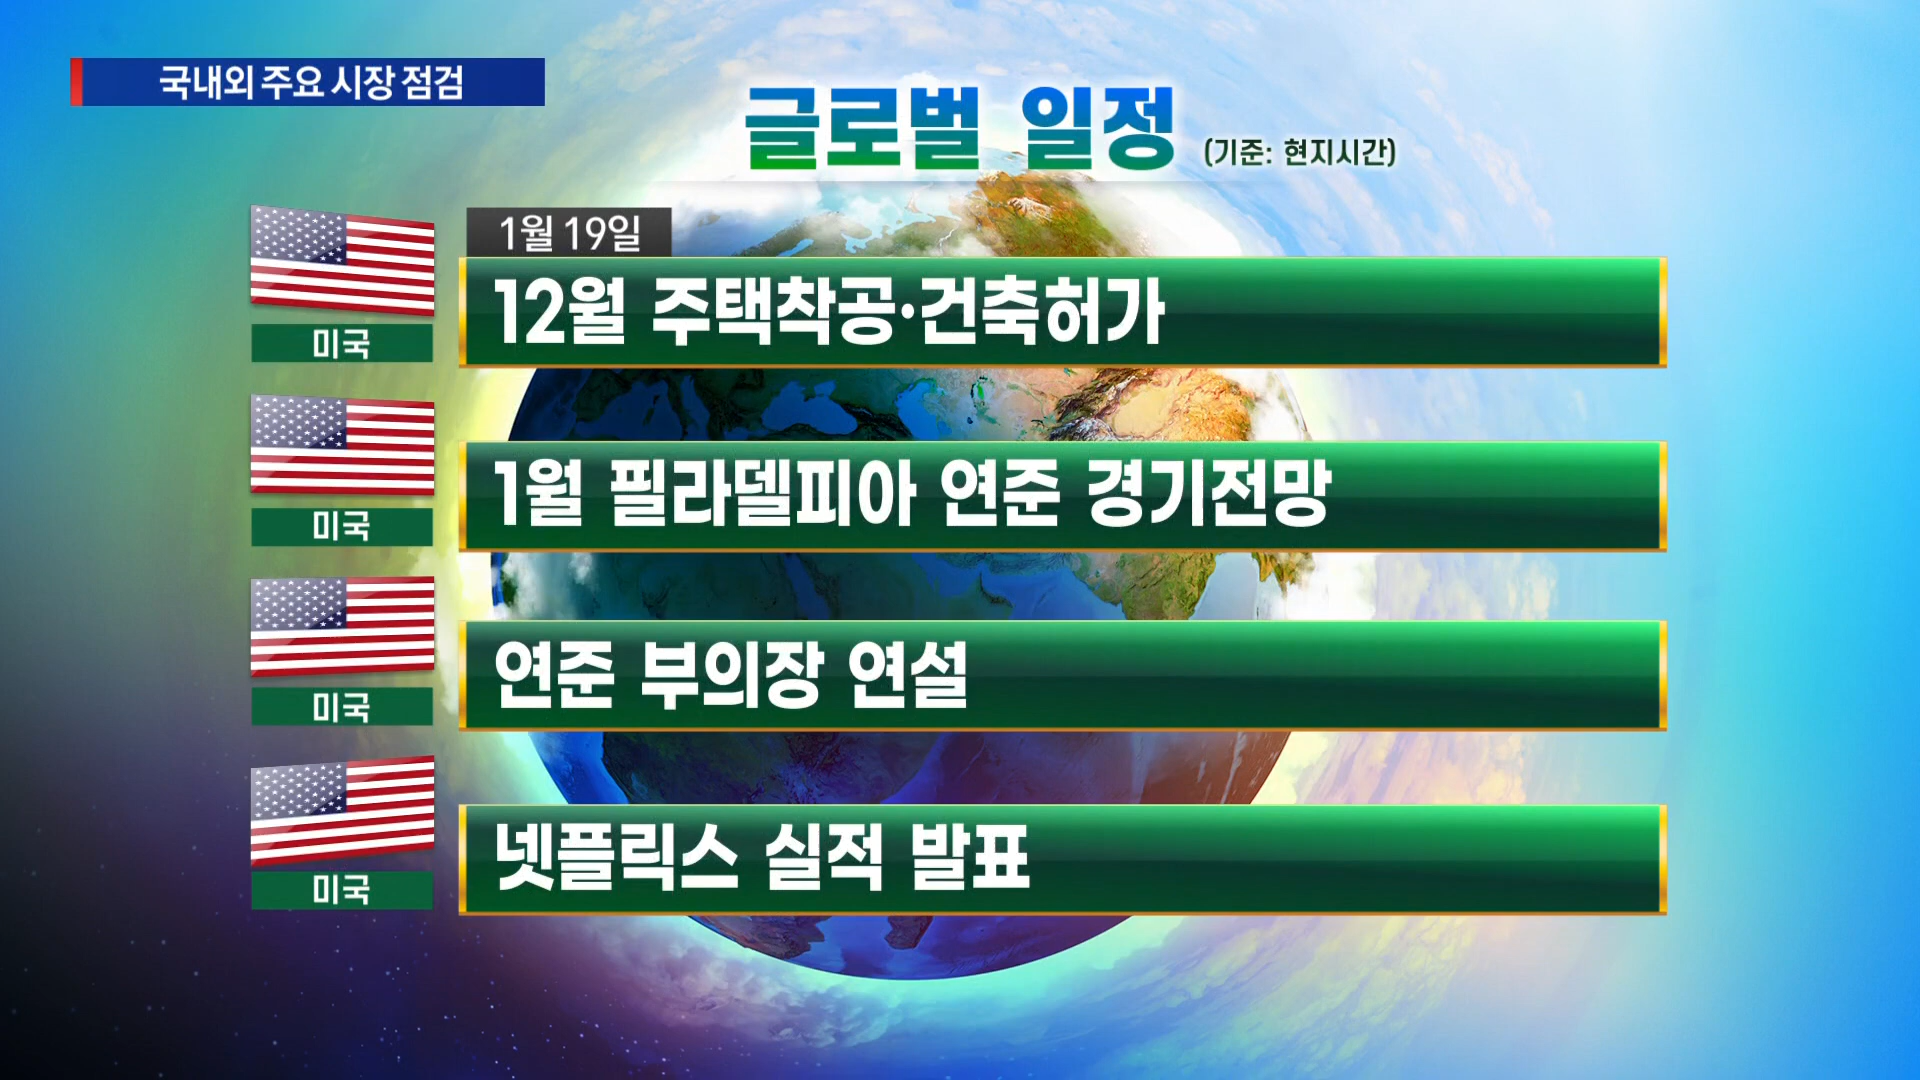 국내외 주요 시장 점검
글로벌 일정 (기준: 현지시간)
1월 19일
미국
12월 주택착공·건축허가
미국
1월 필라델피아 연준 경기전망
미국
연준 부의장 연설
미국
넷플릭스 실적 발표